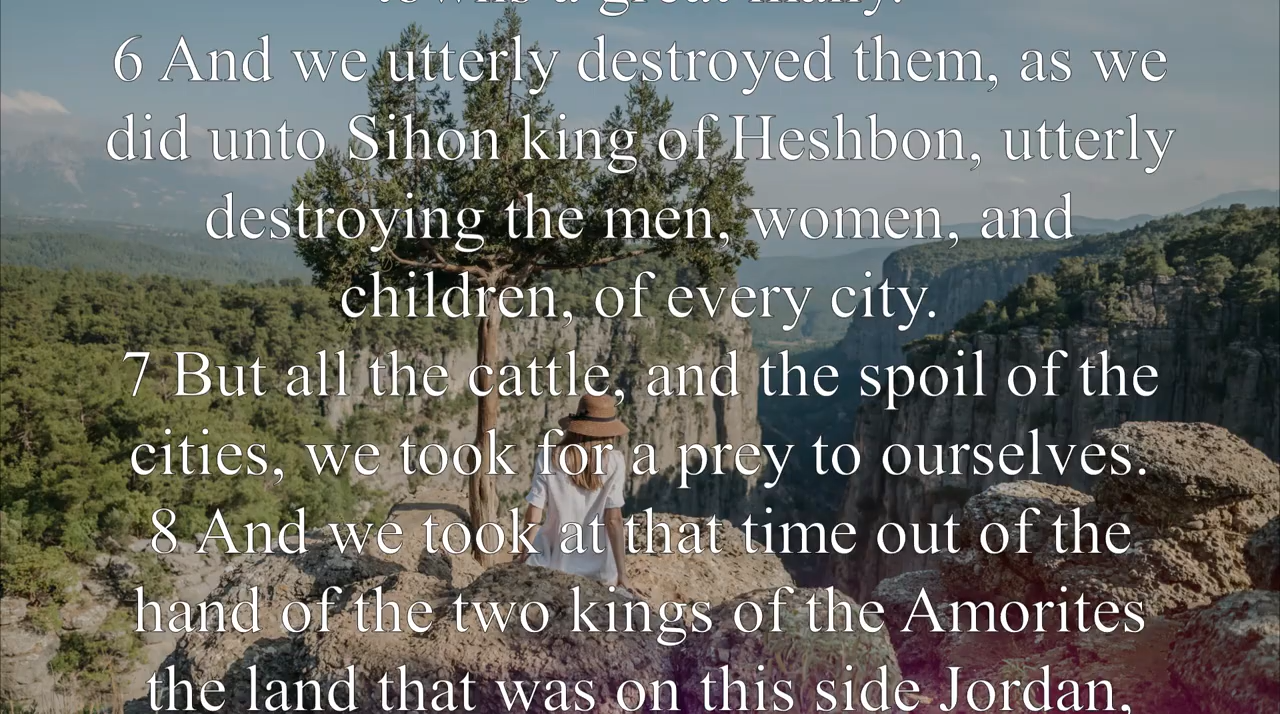 towns a great many.
6 And we utterly destroyed them, as we
did unto Sihon king of Heshbon, utterly
destroying the men, women, and
children, of every city.
7 But all the cattle, and the spoil of the
cities, we took for a prey to ourselves.
8 And we took at that time out of the
hand of the two kings of the Amorites
the land that was on this side Jordan,